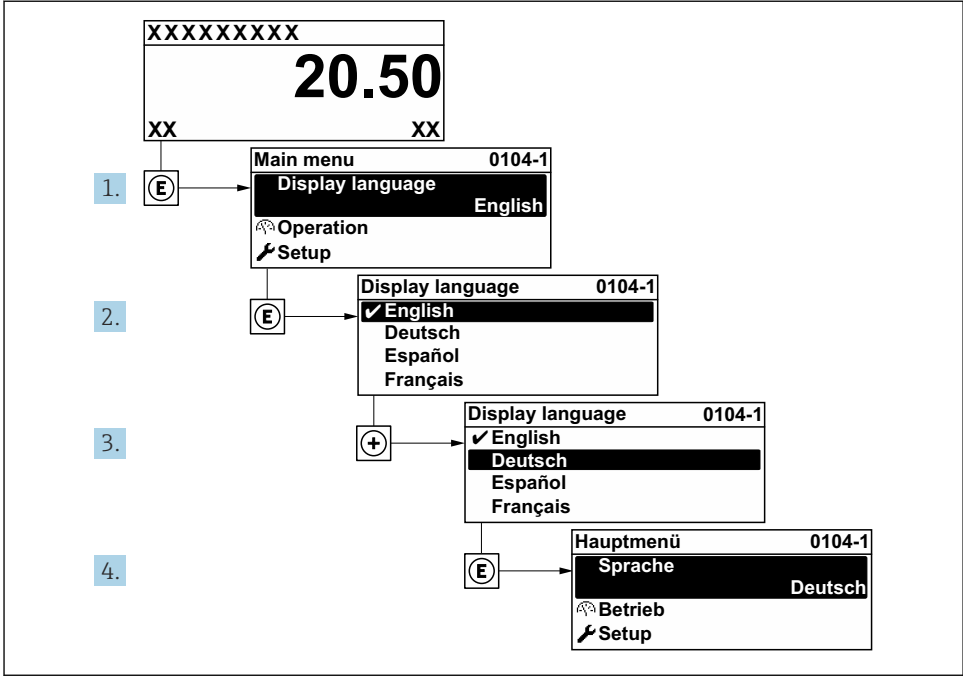 XXXXXXXXX
20.50
XX XX
1.
E
Main menu 0104-1
Display language
English
Operation
Setup
2.
E
Display language 0104-1
✔English
Deutsch
Español
Français
3.
+
Display language 0104-1
✔English
Deutsch
Español
Français
4.
E
Hauptmenü 0104-1
Sprache
Deutsch
Betrieb
Setup